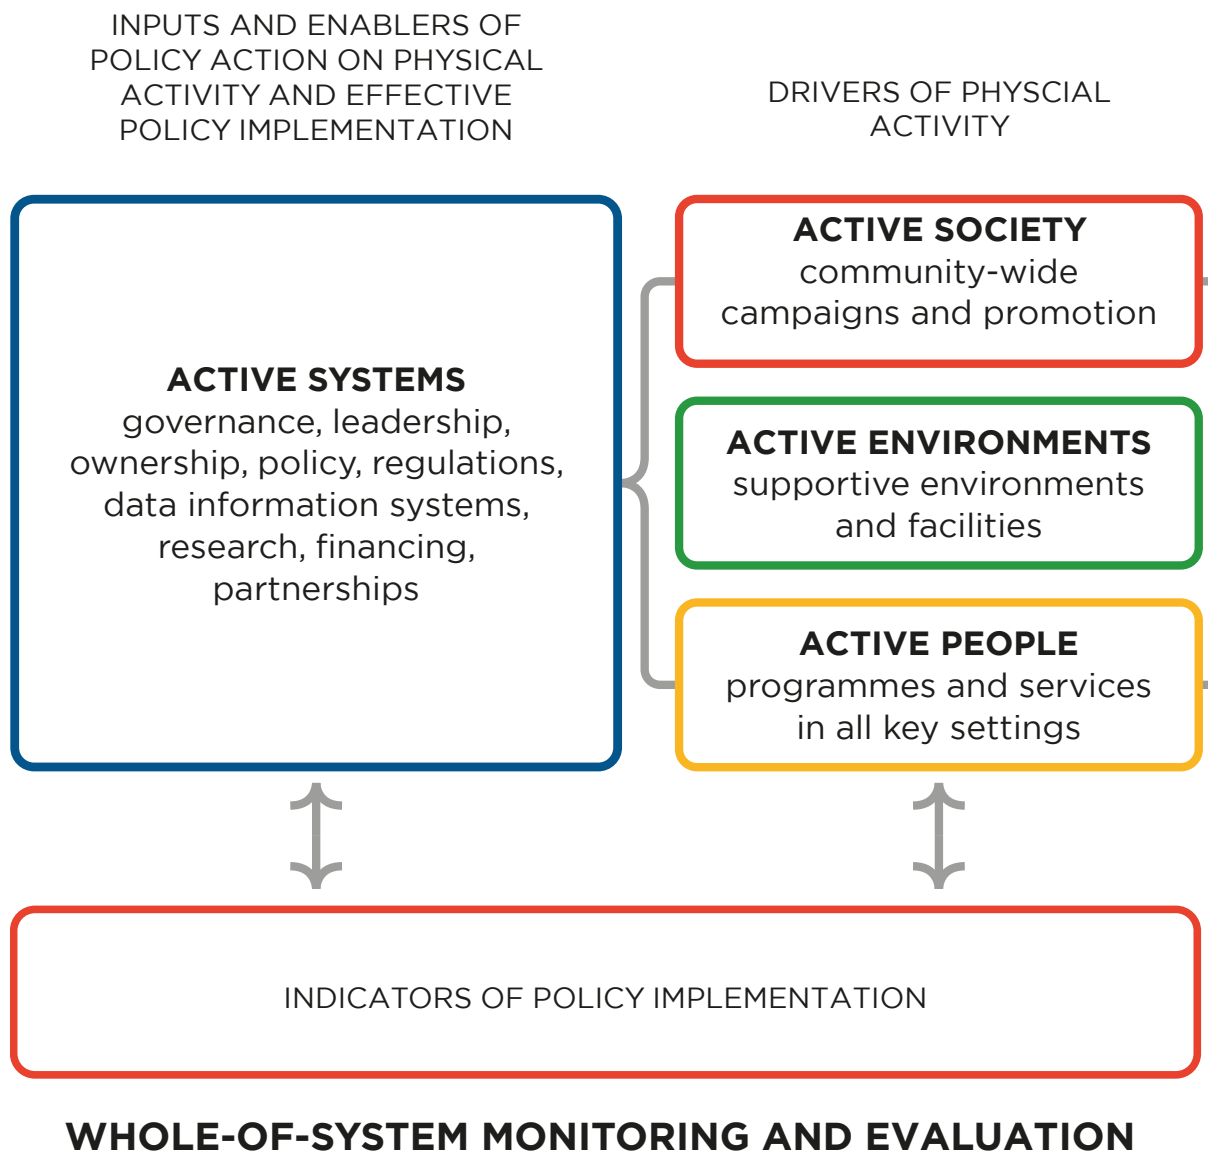 INPUTS AND ENABLERS OF
POLICY ACTION ON PHYSICAL
ACTIVITY AND EFFECTIVE
POLICY IMPLEMENTATION
DRIVERS OF PHYSCIAL
ACTIVITY
ACTIVE SYSTEMS
governance, leadership,
ownership, policy, regulations,
data information systems,
research, financing,
partnerships
ACTIVE SOCIETY
community-wide
campaigns and promotion
ACTIVE ENVIRONMENTS
supportive environments
and facilities
ACTIVE PEOPLE
programmes and services
in all key settings
INDICATORS OF POLICY IMPLEMENTATION
WHOLE-OF-SYSTEM MONITORING AND EVALUATION